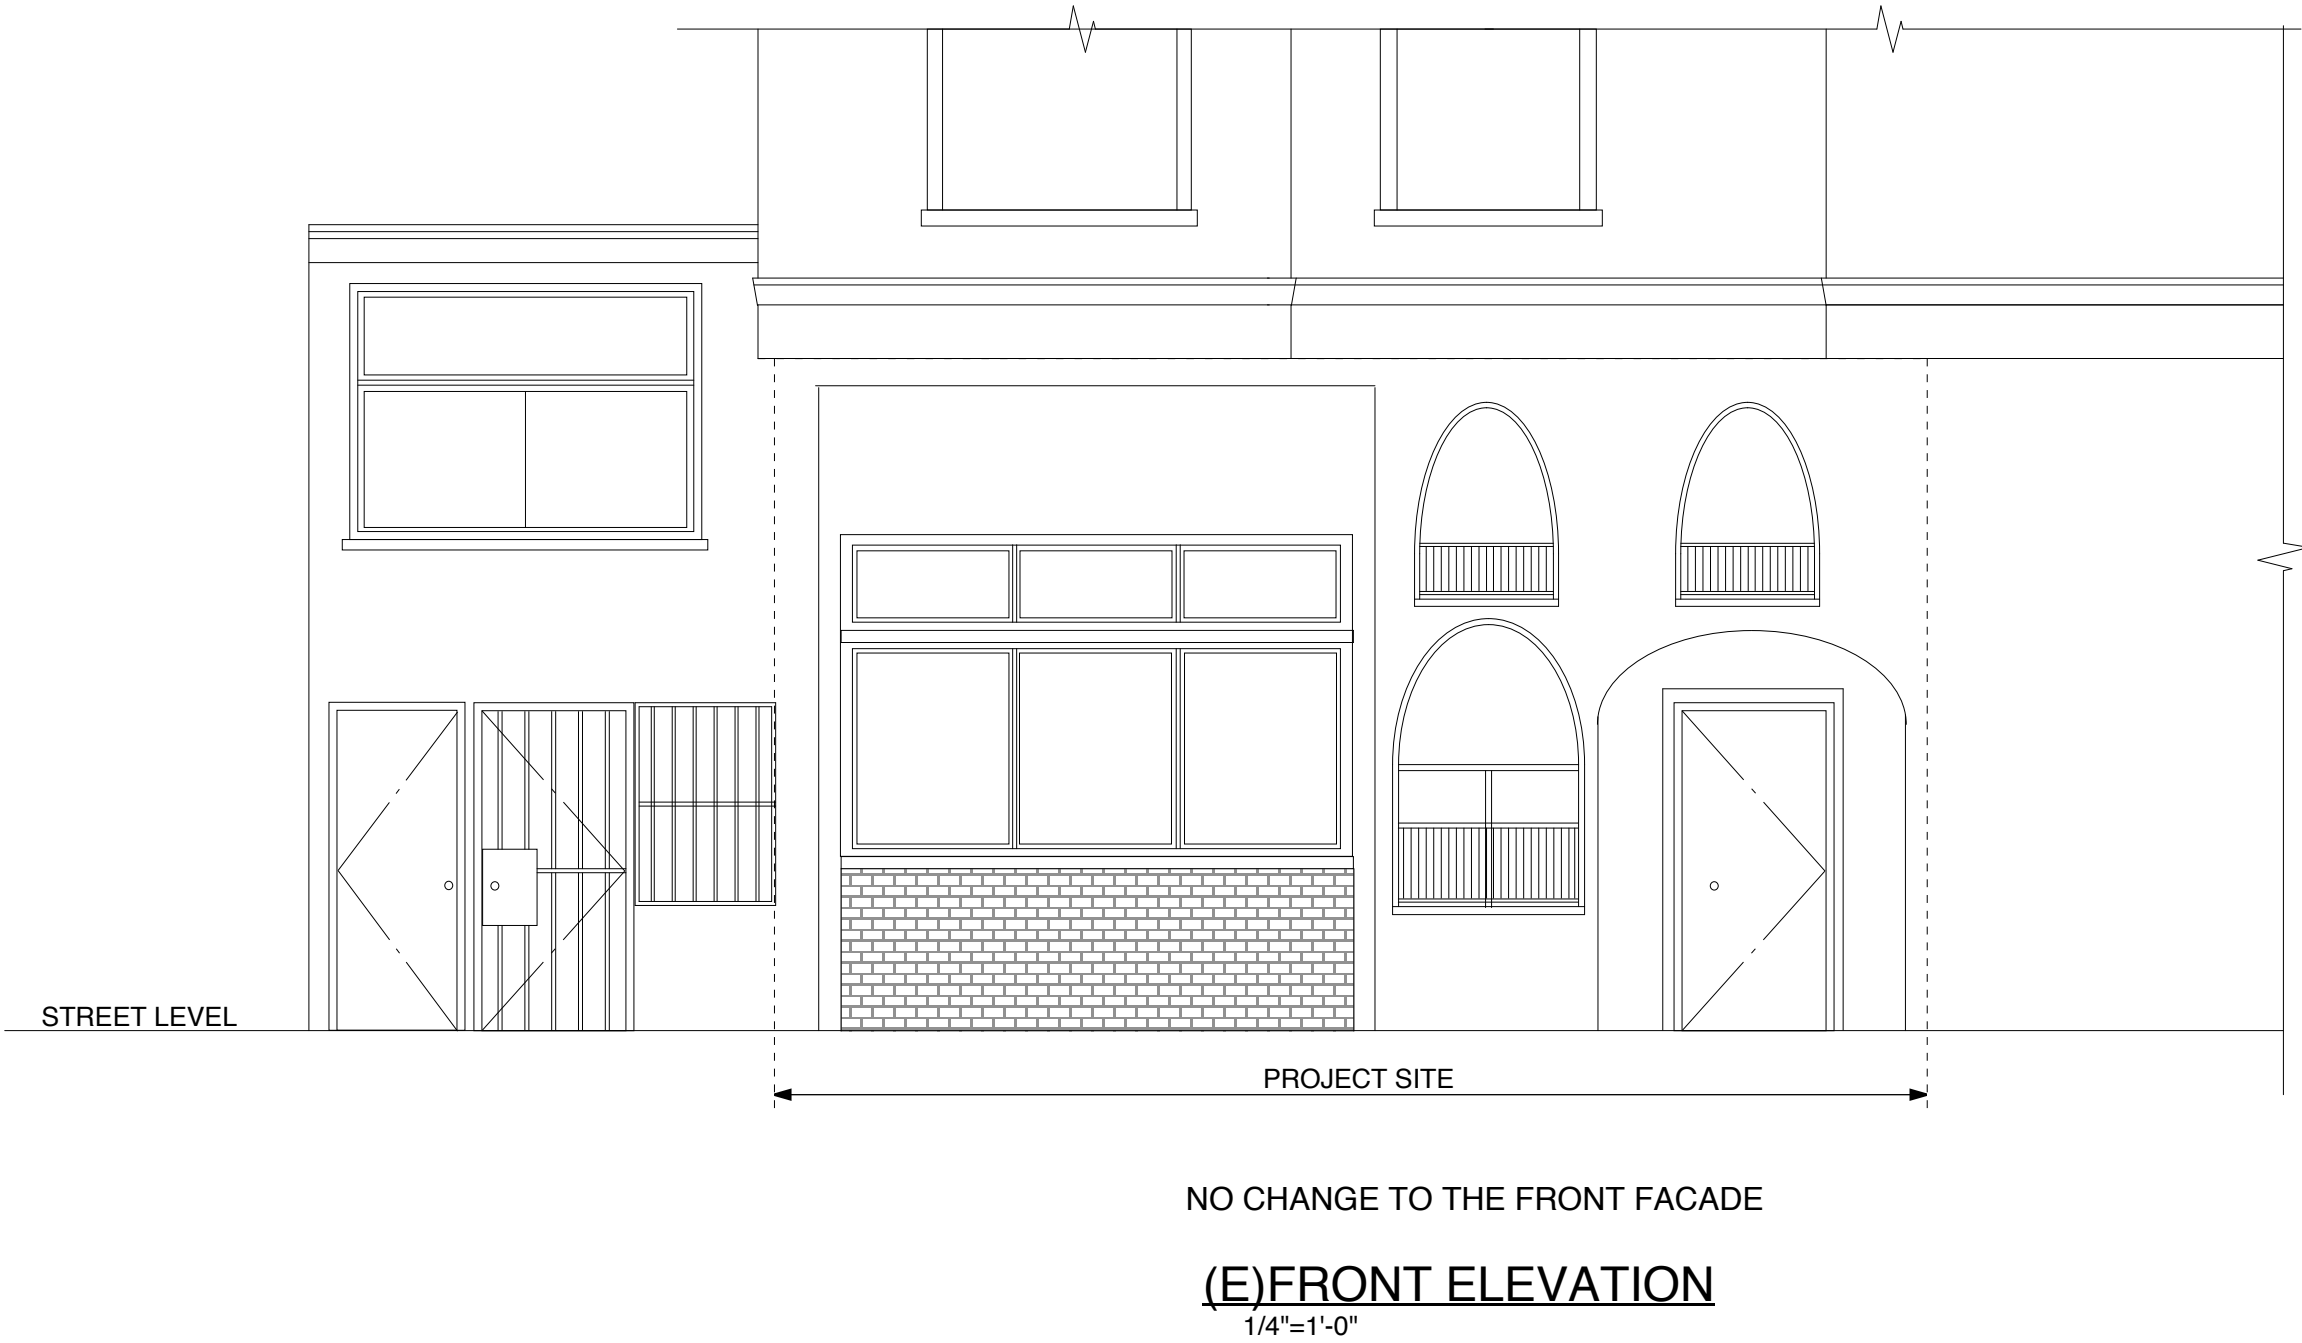 STREET LEVEL
PROJECT SITE
NO CHANGE TO THE FRONT FACADE
(E)FRONT ELEVATION
1/4"=1'-0"